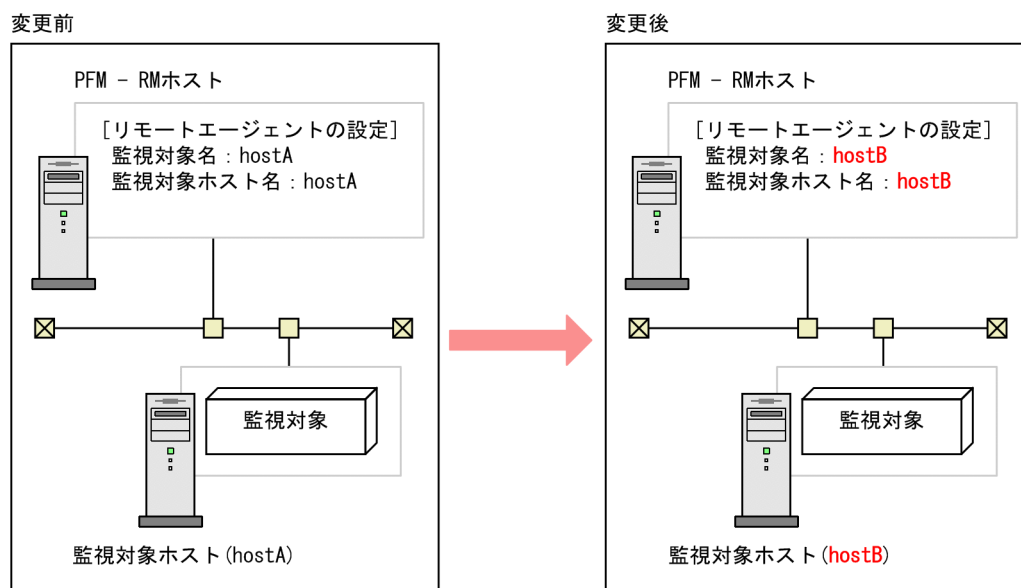 変更前
PFM - RMホスト
[リモートエージェントの設定]
監視対象名:hostA
監視対象ホスト名:hostA
監視対象
監視対象ホスト(hostA)
変更後
PFM - RMホスト
[リモートエージェントの設定]
監視対象名:hostB
監視対象ホスト名:hostB
監視対象
監視対象ホスト(hostB)